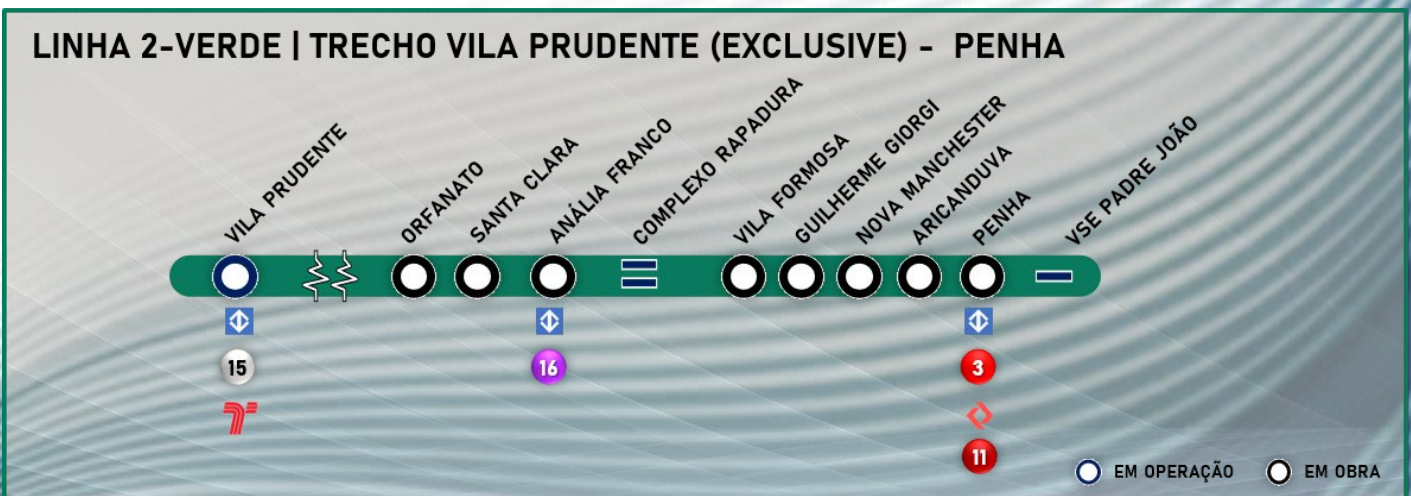 LINHA 2-VERDE | TRECHO VILA PRUDENTE (EXCLUSIVE) - PENHA
VILA PRUDENTE
ORFANATO
SANTA CLARA
ANÁLIA FRANCO
COMPLEXO RAPADURA
VILA FORMOSA
GUILHERME GIORGI
NOVA MANCHESTER
ARICANDUVA
PENHA
VSE PADRE JOÃO
15
16
3
11
EM OPERAÇÃO
EM OBRA